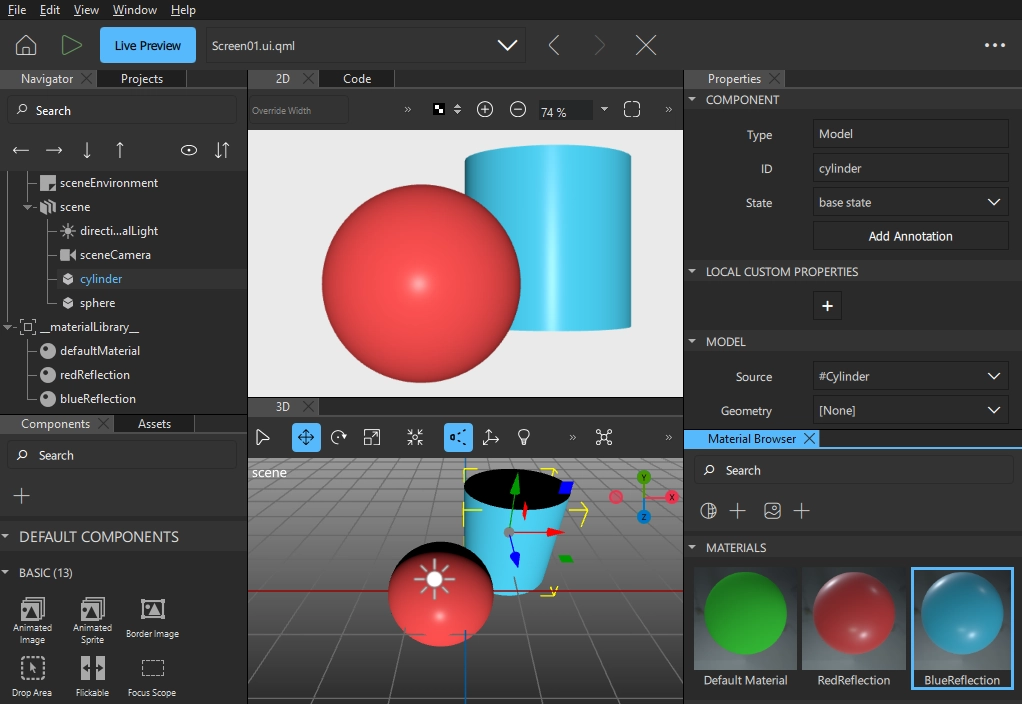 File Edit View Window Help
Live Preview
Screen01.ui.qml
Navigator Projects
Search
sceneEnvironment
scene
directi...alLight
sceneCamera
cylinder
sphere
__materialLibrary__
defaultMaterial
redReflection
blueReflection
Components Assets
Search
DEFAULT COMPONENTS
BASIC (13)
Animated Image
Animated Sprite
Border Image
Drop Area
Flickable
Focus Scope
2D Code
Override Width
74 %
3D
scene
Y
X
Z
Properties
COMPONENT
Type Model
ID cylinder
State base state
Add Annotation
LOCAL CUSTOM PROPERTIES
MODEL
Source #Cylinder
Geometry [None]
Material Browser
Search
MATERIALS
Default Material
RedReflection
BlueReflection